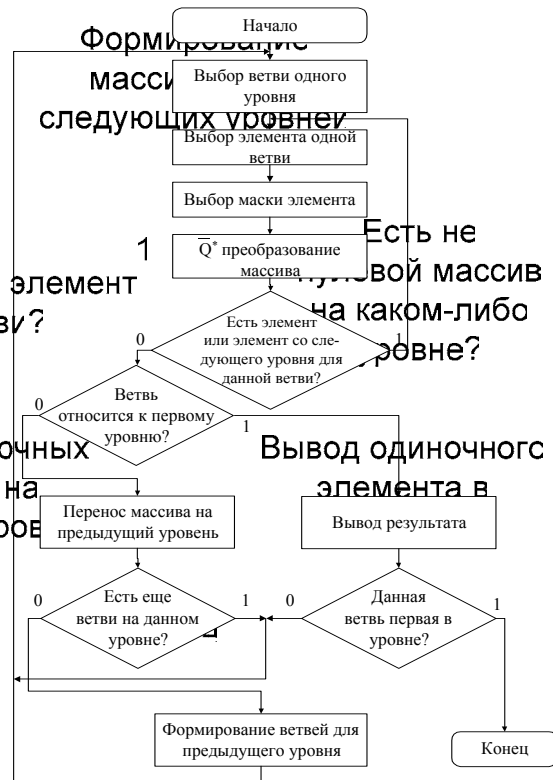 Начало
Формирование
Выбор ветви одного
уровня
следующих уровней
Выбор элемента одной
ветви
Выбор маски элемента
Есть не
1
Q̅* преобразование
массива
массив
элемент
на каком-либо
Есть элемент
или элемент со сле-
дующего уровня для
данной ветви?
0
1
Ветвь
относится к первому
уровню?
0
1
Вывод одиночного
на
элемента в
Перенос массива на
предыдущий уровень
Вывод результата
Есть еще
ветви на данном
уровне?
0
1
Данная
ветвь первая в
уровне?
0
1
Формирование ветвей для
предыдущего уровня
Конец